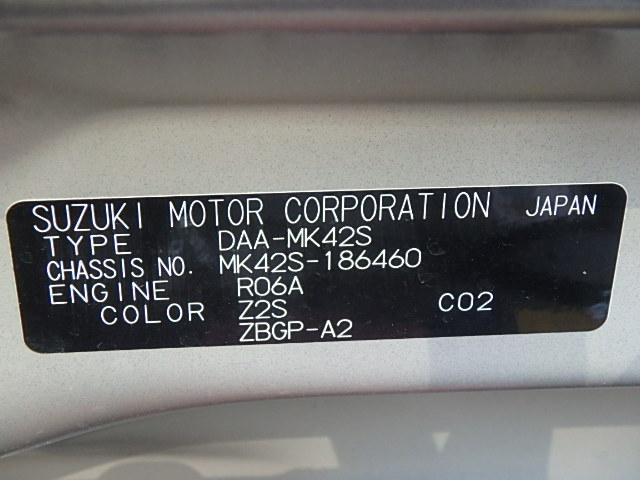 SUZUKI MOTOR CORPORATION JAPAN
TYPE DAA-MK42S
CHASSIS NO. MK42S-186460
ENGINE R06A
COLOR Z2S C02
ZBGP-A2